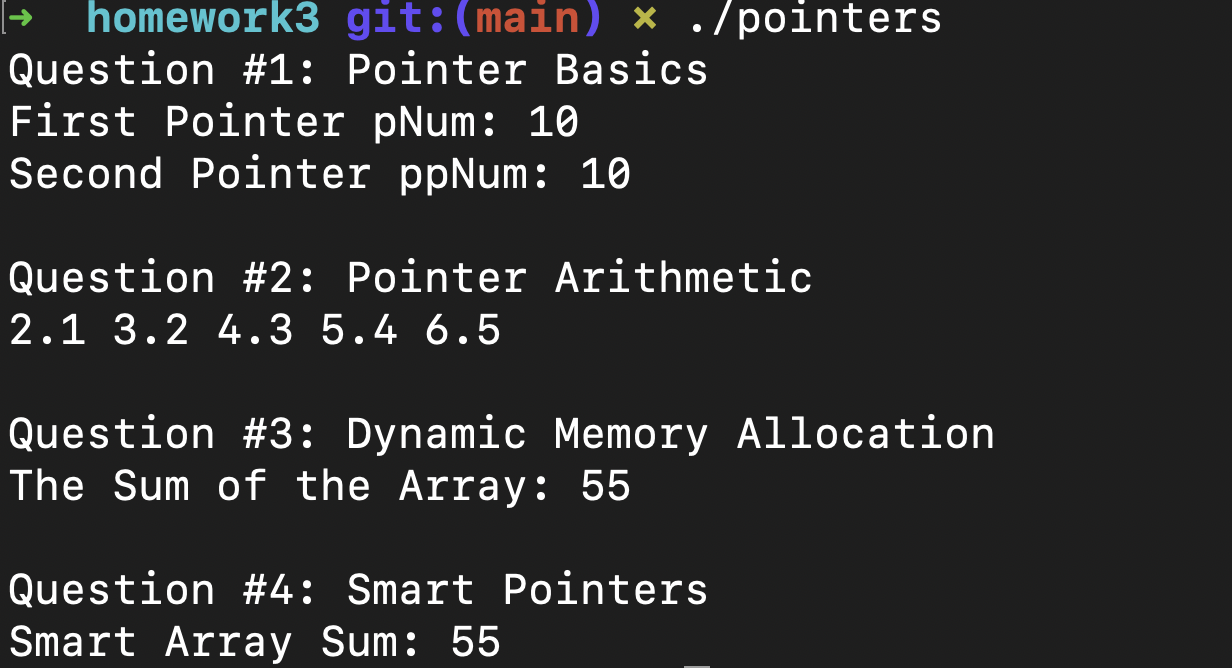 ➜ homework3 git:(main) ✗ ./pointers
Question #1: Pointer Basics
First Pointer pNum: 10
Second Pointer ppNum: 10
Question #2: Pointer Arithmetic
2.1 3.2 4.3 5.4 6.5
Question #3: Dynamic Memory Allocation
The Sum of the Array: 55
Question #4: Smart Pointers
Smart Array Sum: 55